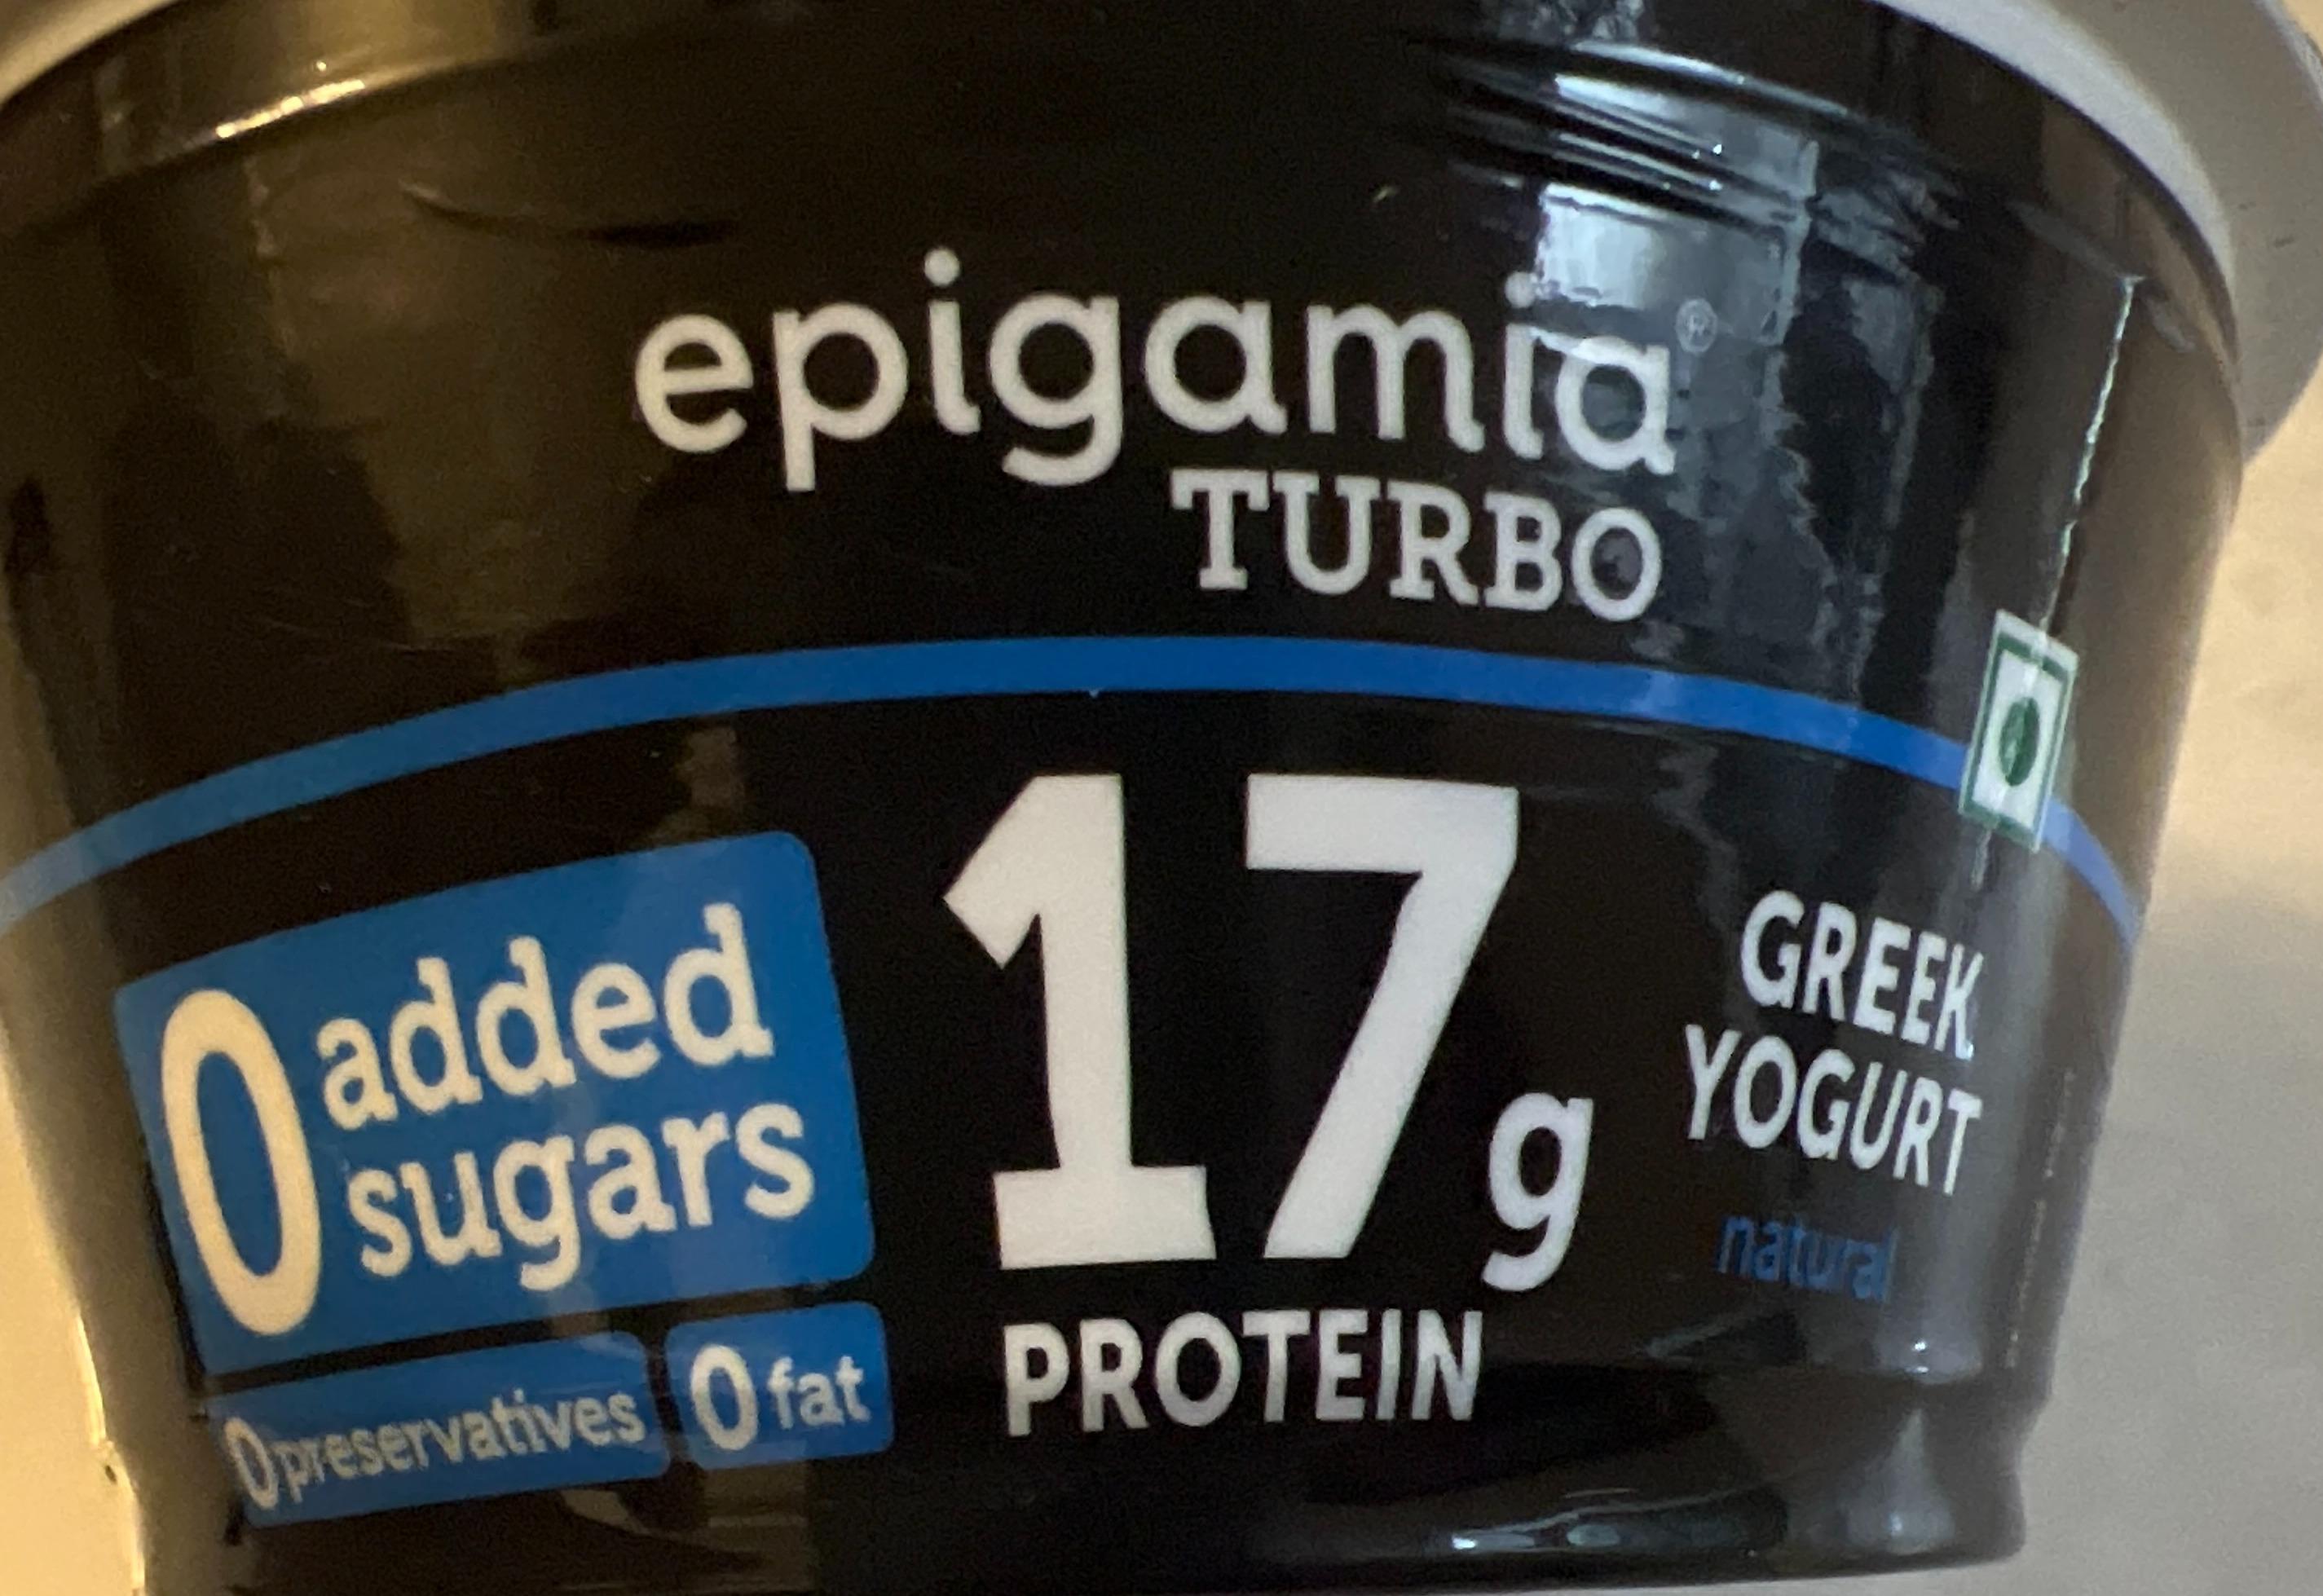 epigamia®
TURBO
0 added
sugars
0 preservatives
0 fat
17g
PROTEIN
GREEK
YOGURT
natural